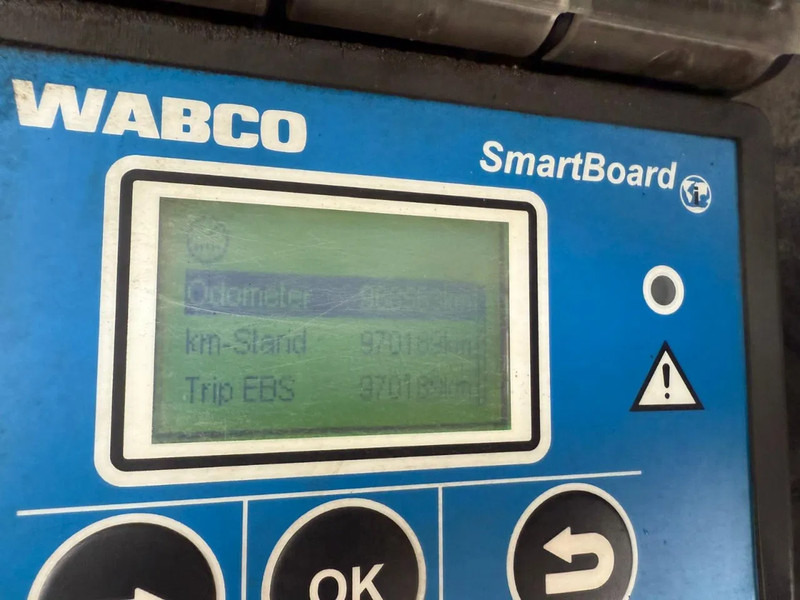 WABCO
SmartBoard
Odometer
km-Stand 970189km
Trip EBS 970189km
OK